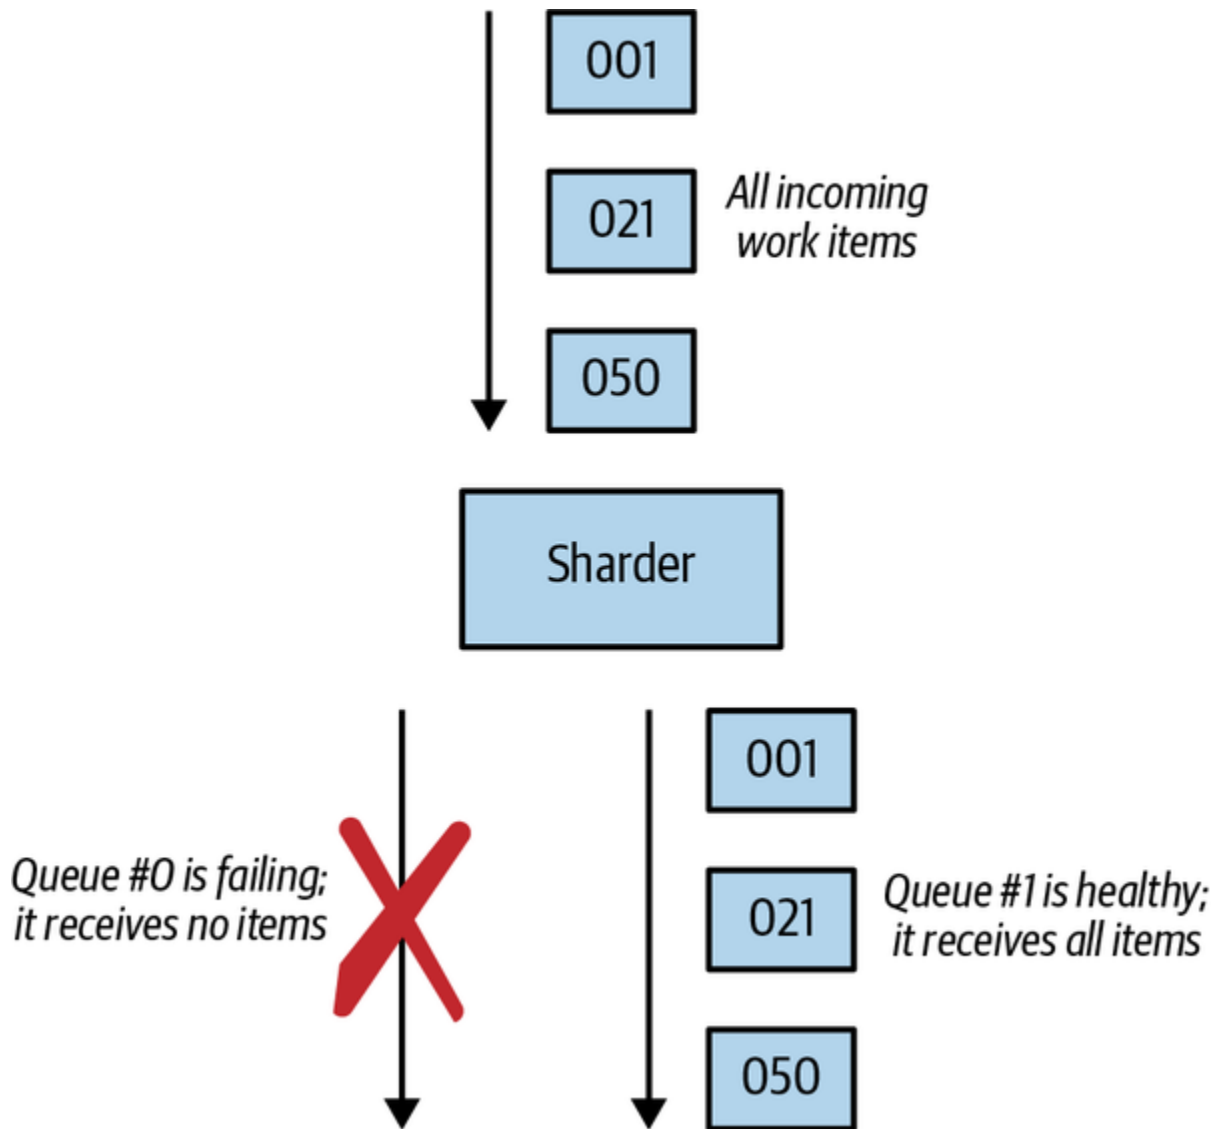 001
021
All incoming
work items
050
Sharder
001
Queue #0 is failing;
it receives no items
021
Queue #1 is healthy;
it receives all items
050